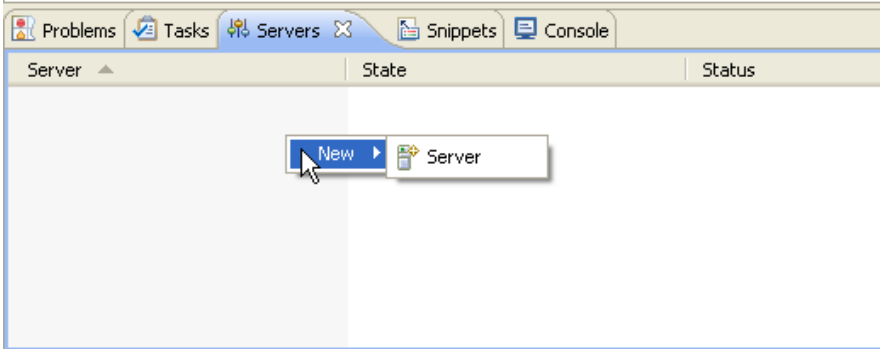 Problems Tasks Servers Snippets Console
Server State Status
New Server